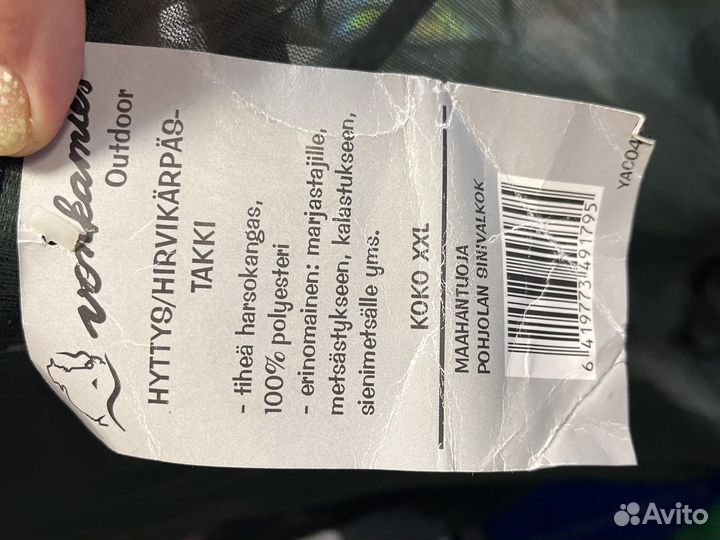 vonkamies
Outdoor
HYTTYS/HIRVIKÄRPÄS-
TAKKI
- tiheä harsokangas,
100% polyesteri
- erinomainen: marjastajille,
metsästykseen, kalastukseen,
sienimetsälle yms.
KOKO XXL
MAAHANTUOJA
POHJOLAN SINIVALKOK
YAC04
6 419773 491795
Avito